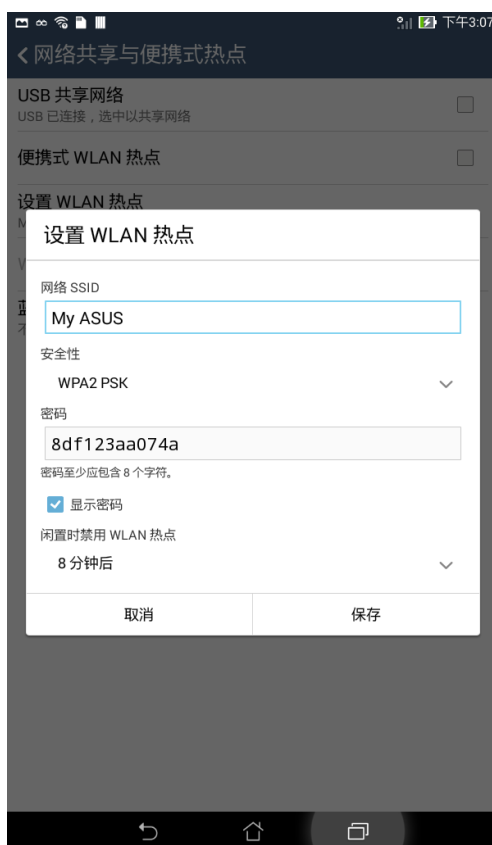 下午3:07
网络共享与便携式热点
USB 共享网络
USB 已连接，选中以共享网络
便携式 WLAN 热点
设置 WLAN 热点
设置 WLAN 热点
网络 SSID
My ASUS
安全性
WPA2 PSK
密码
8df123aa074a
密码至少应包含 8 个字符。
显示密码
闲置时禁用 WLAN 热点
8 分钟后
取消
保存